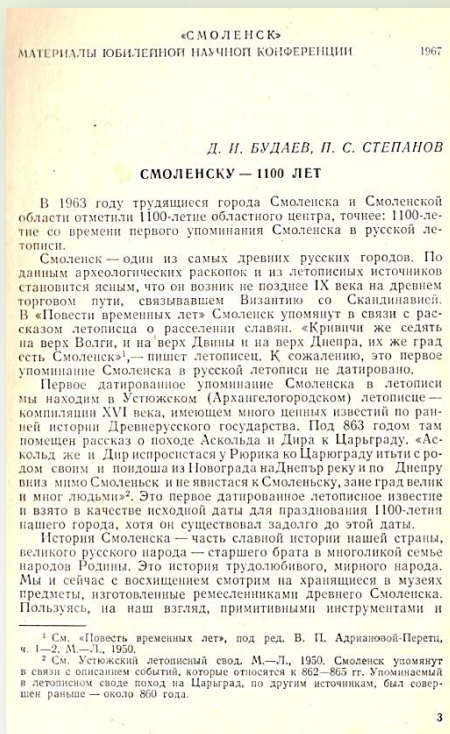 «СМОЛЕНСК»
МАТЕРИАЛЫ ЮБИЛЕЙНОЙ НАУЧНОЙ КОНФЕРЕНЦИИ 1967
Д. И. БУДАЕВ, П. С. СТЕПАНОВ
СМОЛЕНСКУ — 1100 ЛЕТ
В 1963 году трудящиеся города Смоленска и Смоленской
области отметили 1100-летие областного центра, точнее: 1100-ле-
тие со времени первого упоминания Смоленска в русской ле-
тописи.
Смоленск — один из самых древних русских городов. По
данным археологических раскопок и из летописных источников
становится ясным, что он возник не позднее IX века на древнем
торговом пути, связывавшем Византию со Скандинавией.
В «Повести временных лет» Смоленск упомянут в связи с рас-
сказом летописца о расселении славян. «Кривичи же седять
на верх Волги, и на верх Двины и на верх Днепра, их же град
есть Смоленск»¹,— пишет летописец. К сожалению, это первое
упоминание Смоленска в русской летописи не датировано.
Первое датированное упоминание Смоленска в летописи
мы находим в Устюжском (Архангелогородском) летописце —
компиляции XVI века, имеющем много ценных известий по ран-
ней истории Древнерусского государства. Под 863 годом там
помещен рассказ о походе Аскольда и Дира к Царьграду. «Ас-
кольд же и Дир испросистася у Рюрика ко Царюграду итьти с ро-
дом своим и поидоша из Новограда наДнепър реку и по Днепру
вниз мимо Смоленьск и не явистася к Смоленьску, зане град велик
и мног людьми»². Это первое датированное летописное известие
и взято в качестве исходной даты для празднования 1100-летия
нашего города, хотя он существовал задолго до этой даты.
История Смоленска — часть славной истории нашей страны,
великого русского народа — старшего брата в многоликой семье
народов Родины. Это история трудолюбивого, мирного народа.
Мы и сейчас с восхищением смотрим на хранящиеся в музеях
предметы, изготовленные ремесленниками древнего Смоленска.
Пользуясь, на наш взгляд, примитивными инструментами и
¹ См. «Повесть временных лет», под ред. В. П. Адриановой-Перетц,
ч. 1—2, М.—Л., 1950.
² См. Устюжский летописный свод. М.—Л., 1950. Смоленск упомянут
в связи с описанием событий, которые относятся к 862—865 гг. Упоминаемый
в летописном своде поход на Царьград, по другим источникам, был совер-
шен раньше — около 860 года.
3